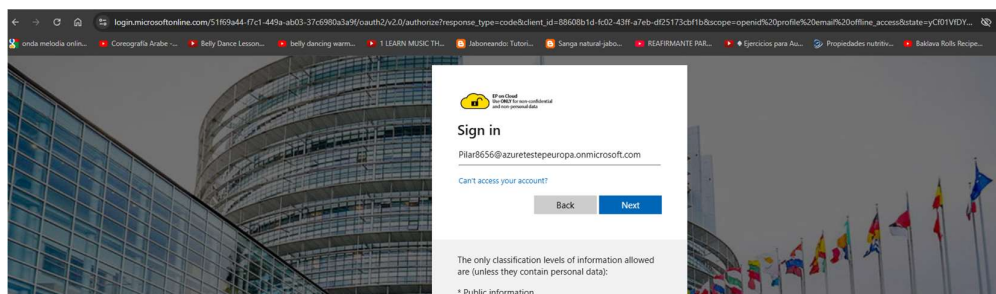 login.microsoftonline.com/51f69a44-f7c1-449a-ab03-37c6980a3a9f/oauth2/v2.0/authorize?response_type=code&client_id=88608b1d-fc02-43ff-a7eb-df25173cbf1b&scope=openid%20profile%20email%20offline_access&state=yCf01VfDY...
onda melodia onlin... Coreografía Arabe -... Belly Dance Lesson... belly dancing warm... 1 LEARN MUSIC TH... Jaboneando: Tutori... Sanga natural-jabo... REAFIRMANTE PAR... Ejercicios para Au... Propiedades nutritiv... Baklava Rolls Recipe...
EP on Cloud
Use ONLY for non-confidential
and non-personal data
Sign in
Pilar8656@azuretestepeuropa.onmicrosoft.com
Can't access your account?
Back Next
The only classification levels of information allowed
are (unless they contain personal data):
* Public information